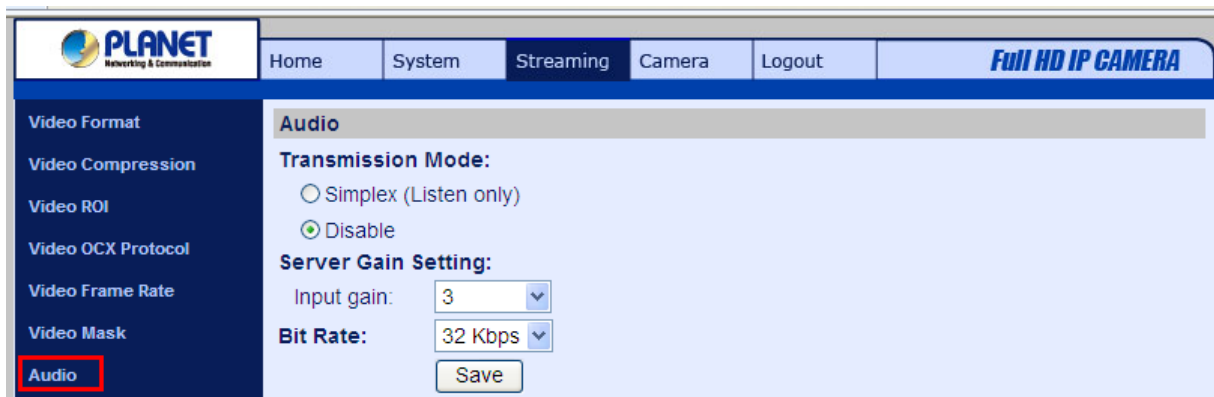 PLANET
Networking & Communication
Home System Streaming Camera Logout Full HD IP CAMERA
Video Format
Video Compression
Video ROI
Video OCX Protocol
Video Frame Rate
Video Mask
Audio
Audio
Transmission Mode:
Simplex (Listen only)
Disable
Server Gain Setting:
Input gain: 3
Bit Rate: 32 Kbps
Save